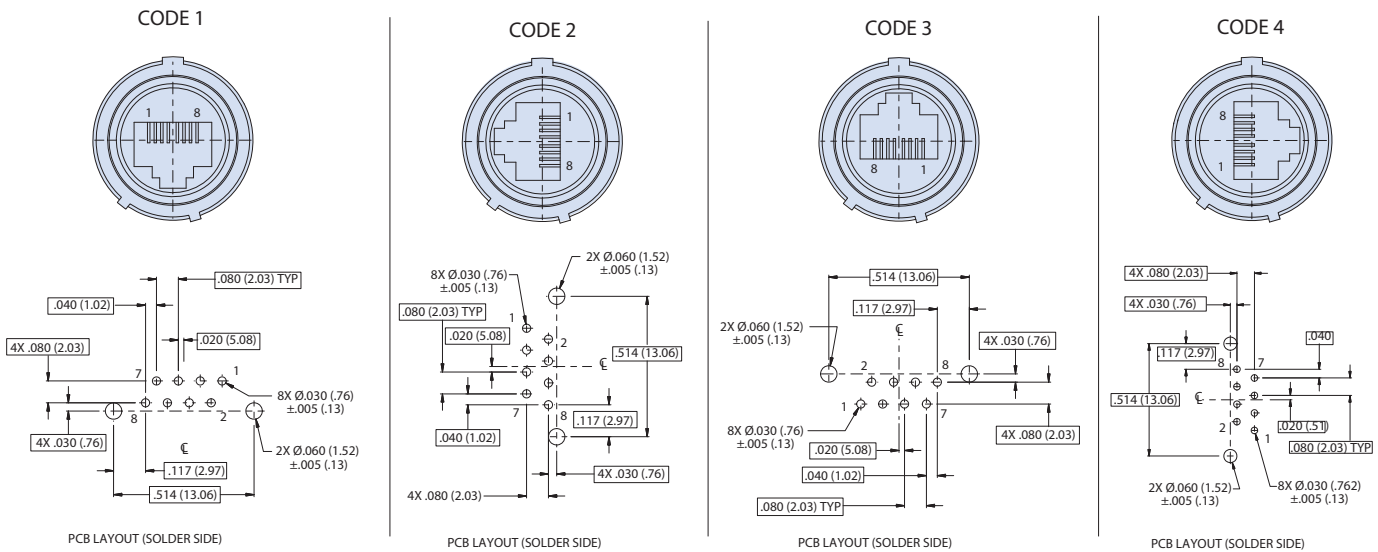 CODE 1
1 8
.080 (2.03) TYP
.040 (1.02)
.020 (5.08)
4X .080 (2.03)
7 1
8X Ø.030 (.76)
±.005 (.13)
8 2
4X .030 (.76)
℄
2X Ø.060 (1.52)
±.005 (.13)
.117 (2.97)
.514 (13.06)
PCB LAYOUT (SOLDER SIDE)
CODE 2
1
8
2X Ø.060 (1.52)
±.005 (.13)
8X Ø.030 (.76)
±.005 (.13)
.080 (2.03) TYP
1
.020 (5.08)
2
.514 (13.06)
℄
7 8
.117 (2.97)
.040 (1.02)
4X .030 (.76)
4X .080 (2.03)
PCB LAYOUT (SOLDER SIDE)
CODE 3
8 1
.514 (13.06)
.117 (2.97)
2X Ø.060 (1.52)
±.005 (.13)
℄
4X .030 (.76)
2 8
1 7
8X Ø.030 (.76)
±.005 (.13)
4X .080 (2.03)
.020 (5.08)
.040 (1.02)
.080 (2.03) TYP
PCB LAYOUT (SOLDER SIDE)
CODE 4
8
1
4X .080 (2.03)
4X .030 (.76)
.040
.117 (2.97)
8 7
.514 (13.06)
℄
2 1
.020 (.51)
.080 (2.03) TYP
2X Ø.060 (1.52)
±.005 (.13)
8X Ø.030 (.762)
±.005 (.13)
PCB LAYOUT (SOLDER SIDE)